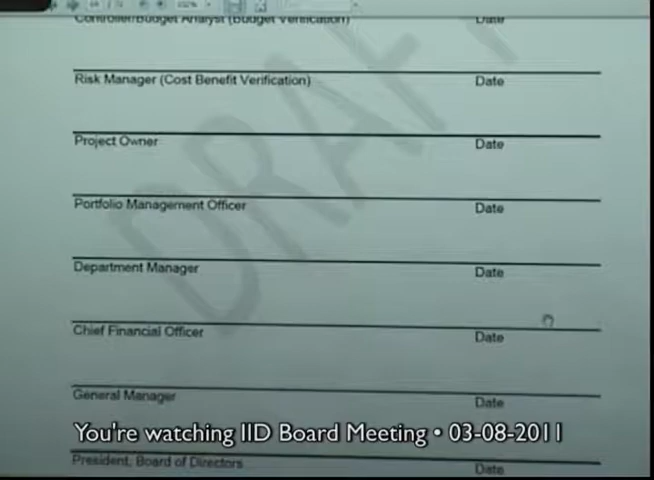 Controller/Budget Analyst (Budget Verification) Date
Risk Manager (Cost Benefit Verification) Date
Project Owner Date
Portfolio Management Officer Date
Department Manager Date
Chief Financial Officer Date
General Manager Date
You're watching IID Board Meeting • 03-08-2011
President, Board of Directors Date
DRAFT